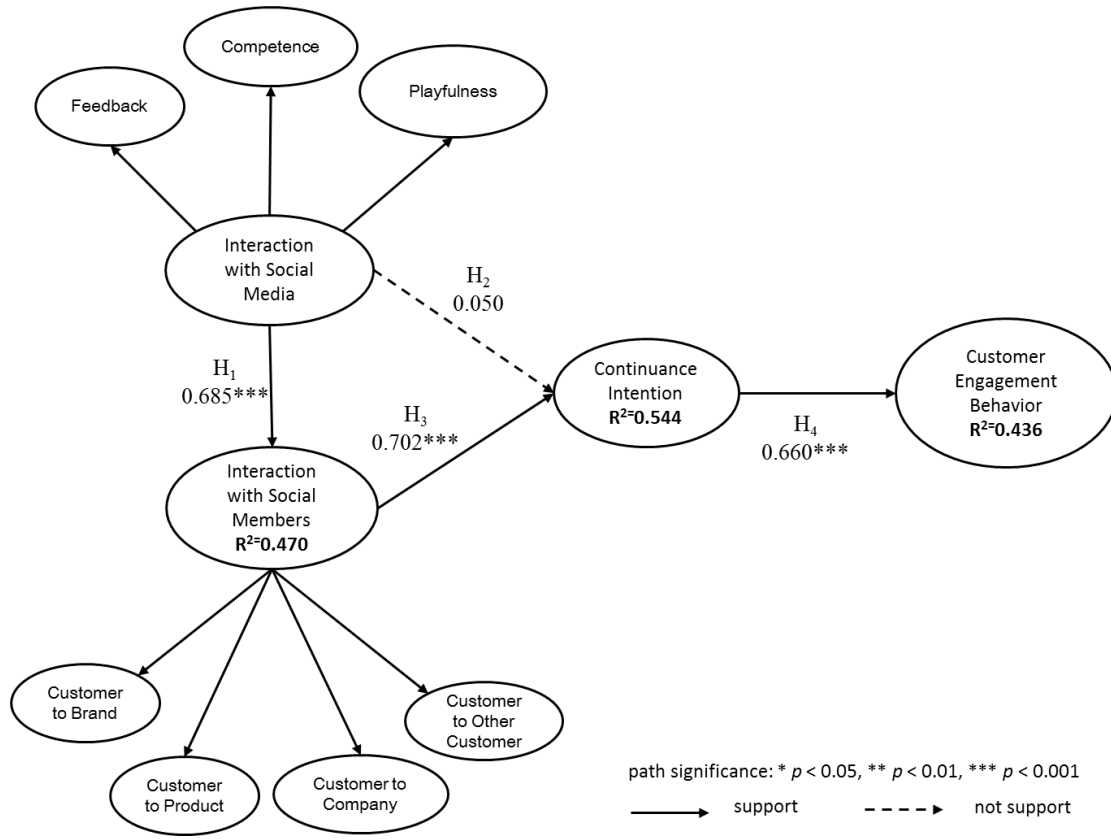 Competence
Feedback
Playfulness
Interaction
with Social
Media
H₂
0.050
H₁
0.685***
Continuance
Intention
R²⁼0.544
Customer
Engagement
Behavior
R²⁼0.436
H₃
0.702***
H₄
0.660***
Interaction
with Social
Members
R²⁼0.470
Customer
to Brand
Customer
to Other
Customer
Customer
to Product
Customer to
Company
path significance: * p < 0.05, ** p < 0.01, *** p < 0.001
support
not support